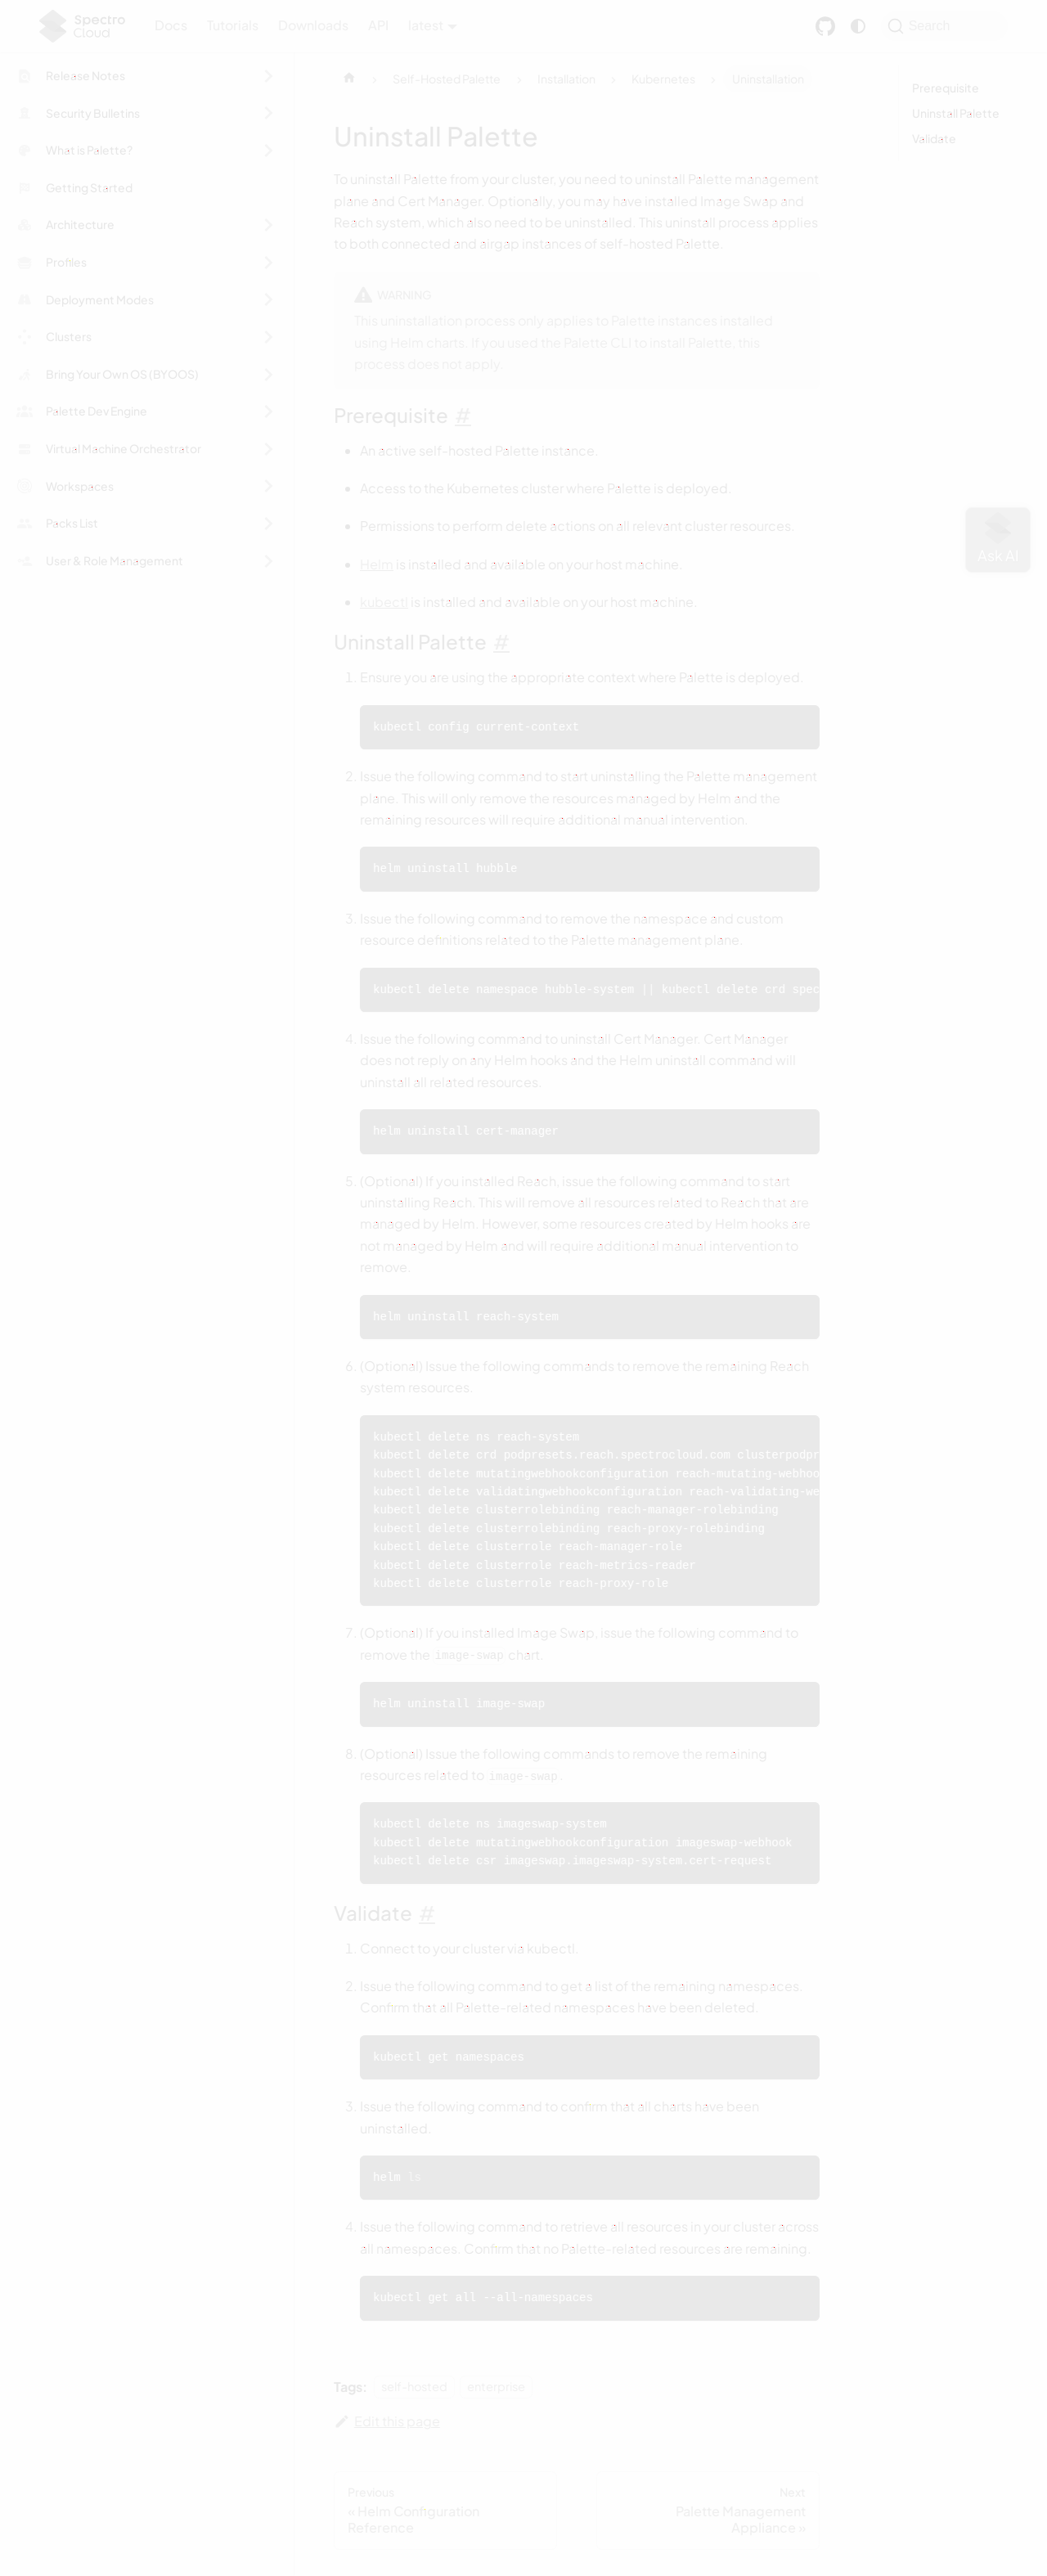 Spectro Cloud
Docs
Tutorials
Downloads
API
latest
Search
Release Notes
Security Bulletins
What is Palette?
Getting Started
Architecture
Profiles
Deployment Modes
Clusters
Bring Your Own OS (BYOOS)
Palette Dev Engine
Virtual Machine Orchestrator
Workspaces
Packs List
User & Role Management
Self-Hosted Palette › Installation › Kubernetes › Uninstallation
Uninstall Palette
To uninstall Palette from your cluster, you need to uninstall Palette management
plane and Cert Manager. Optionally, you may have installed Image Swap and
Reach system, which also need to be uninstalled. This uninstall process applies
to both connected and airgap instances of self-hosted Palette.
WARNING
This uninstallation process only applies to Palette instances installed
using Helm charts. If you used the Palette CLI to install Palette, this
process does not apply.
Prerequisite #
An active self-hosted Palette instance.
Access to the Kubernetes cluster where Palette is deployed.
Permissions to perform delete actions on all relevant cluster resources.
Helm is installed and available on your host machine.
kubectl is installed and available on your host machine.
Uninstall Palette #
1. Ensure you are using the appropriate context where Palette is deployed.
kubectl config current-context
2. Issue the following command to start uninstalling the Palette management
plane. This will only remove the resources managed by Helm and the
remaining resources will require additional manual intervention.
helm uninstall hubble
3. Issue the following command to remove the namespace and custom
resource definitions related to the Palette management plane.
kubectl delete namespace hubble-system || kubectl delete crd spec
4. Issue the following command to uninstall Cert Manager. Cert Manager
does not reply on any Helm hooks and the Helm uninstall command will
uninstall all related resources.
helm uninstall cert-manager
5. (Optional) If you installed Reach, issue the following command to start
uninstalling Reach. This will remove all resources related to Reach that are
managed by Helm. However, some resources created by Helm hooks are
not managed by Helm and will require additional manual intervention to
remove.
helm uninstall reach-system
6. (Optional) Issue the following commands to remove the remaining Reach
system resources.
kubectl delete ns reach-system
kubectl delete crd podpresets.reach.spectrocloud.com clusterpodpr
kubectl delete mutatingwebhookconfiguration reach-mutating-webhoo
kubectl delete validatingwebhookconfiguration reach-validating-we
kubectl delete clusterrolebinding reach-manager-rolebinding
kubectl delete clusterrolebinding reach-proxy-rolebinding
kubectl delete clusterrole reach-manager-role
kubectl delete clusterrole reach-metrics-reader
kubectl delete clusterrole reach-proxy-role
7. (Optional) If you installed Image Swap, issue the following command to
remove the image-swap chart.
helm uninstall image-swap
8. (Optional) Issue the following commands to remove the remaining
resources related to image-swap.
kubectl delete ns imageswap-system
kubectl delete mutatingwebhookconfiguration imageswap-webhook
kubectl delete csr imageswap.imageswap-system.cert-request
Validate #
1. Connect to your cluster via kubectl.
2. Issue the following command to get a list of the remaining namespaces.
Confirm that all Palette-related namespaces have been deleted.
kubectl get namespaces
3. Issue the following command to confirm that all charts have been
uninstalled.
helm ls
4. Issue the following command to retrieve all resources in your cluster across
all namespaces. Confirm that no Palette-related resources are remaining.
kubectl get all --all-namespaces
Tags: self-hosted enterprise
Edit this page
Previous
« Helm Configuration
Reference
Next
Palette Management
Appliance »
Prerequisite
Uninstall Palette
Validate
Ask AI